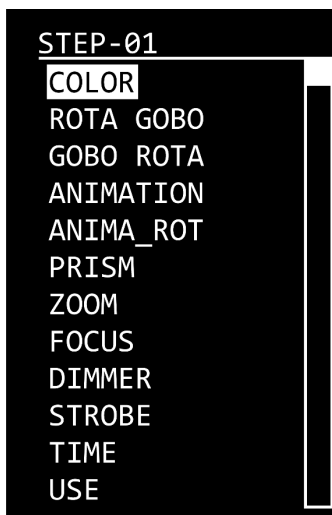 STEP-01
COLOR
ROTA GOBO
GOBO ROTA
ANIMATION
ANIMA_ROT
PRISM
ZOOM
FOCUS
DIMMER
STROBE
TIME
USE